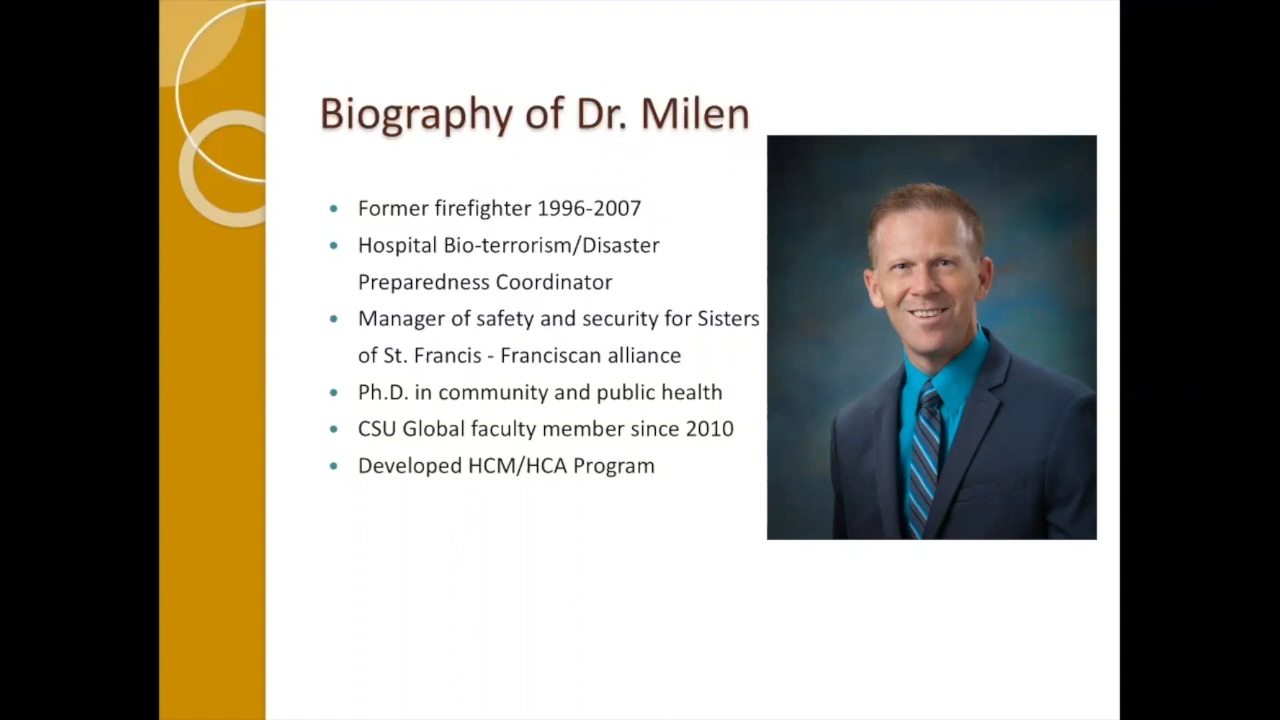 Biography of Dr. Milen
• Former firefighter 1996-2007
• Hospital Bio-terrorism/Disaster
Preparedness Coordinator
• Manager of safety and security for Sisters
of St. Francis - Franciscan alliance
• Ph.D. in community and public health
• CSU Global faculty member since 2010
• Developed HCM/HCA Program